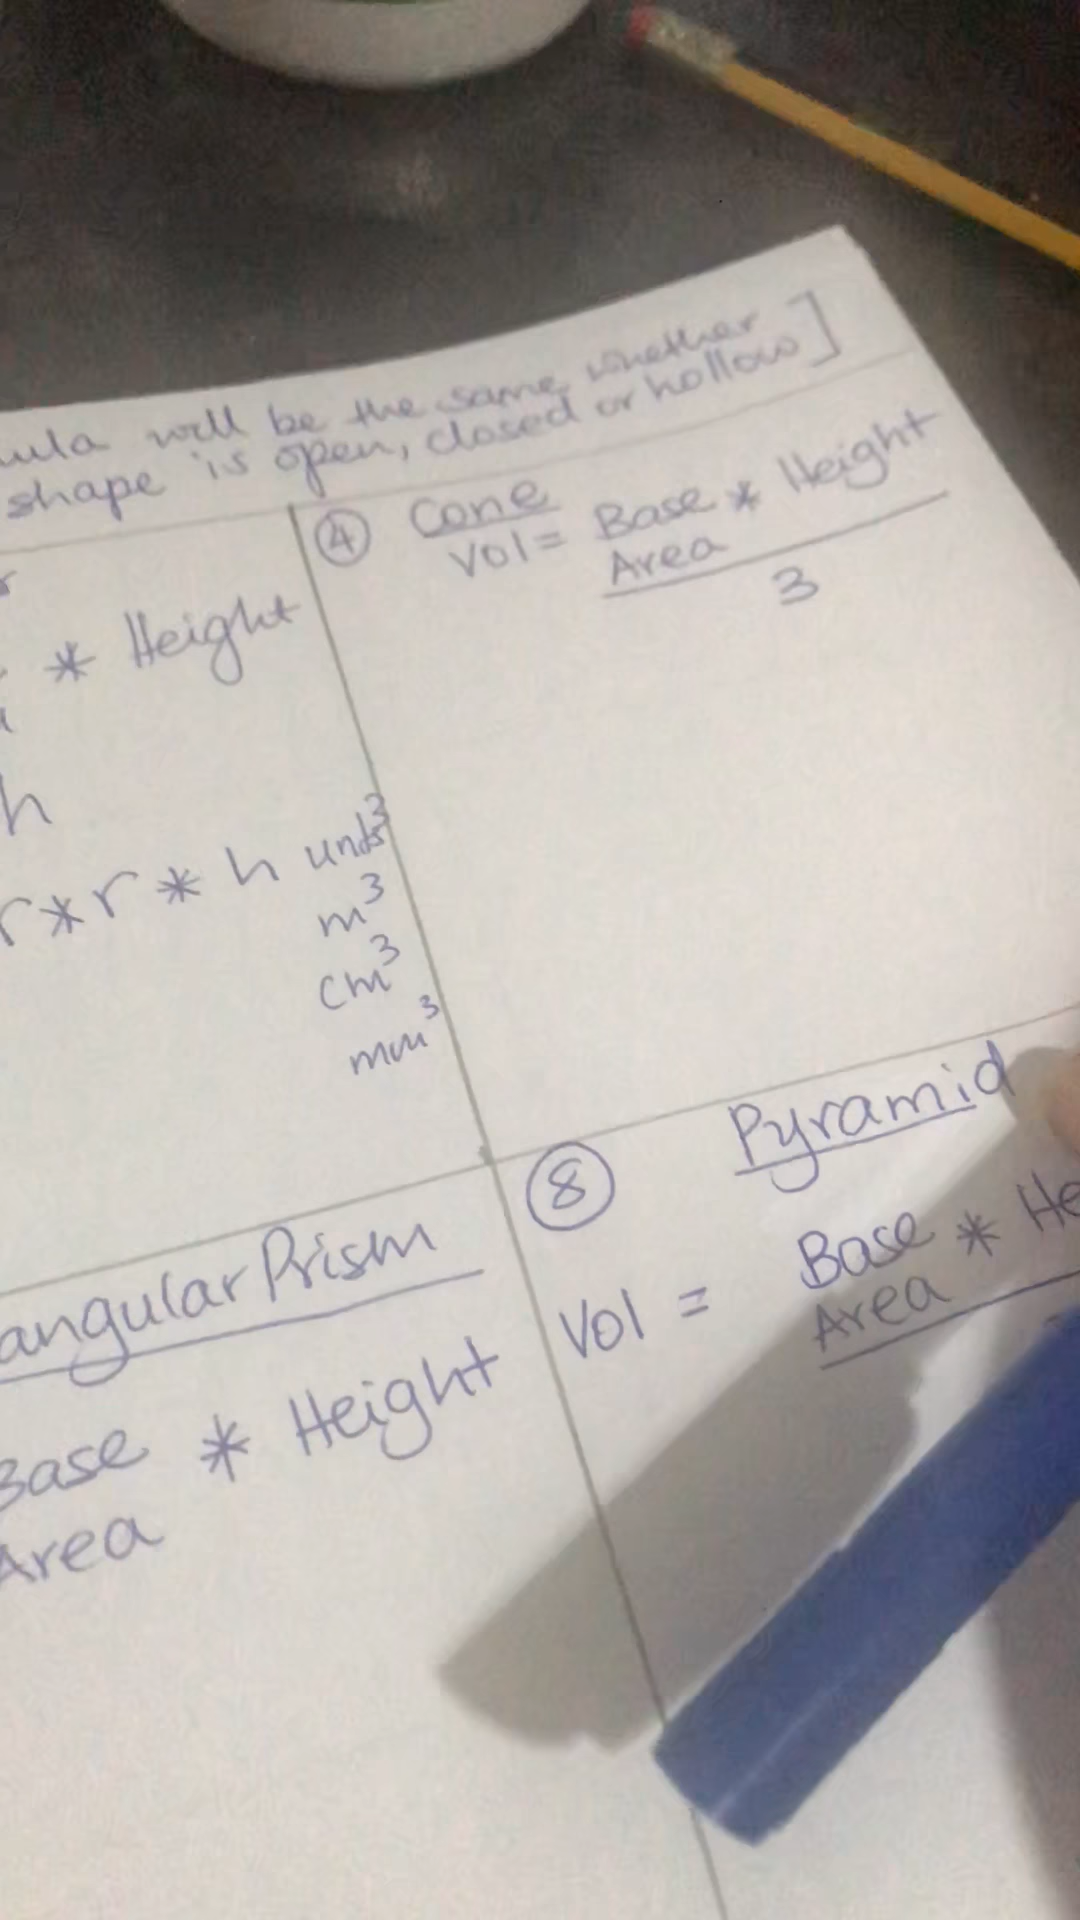 will be the same whether
shape is open, closed or hollow]
④ Cone
Vol = Base * Height
Area
3
* Height
h
r * r * h units³
m³
cm³
mm³
⑧ Pyramid
Vol = Base * He
Area
angular Prism
Base * Height
Area